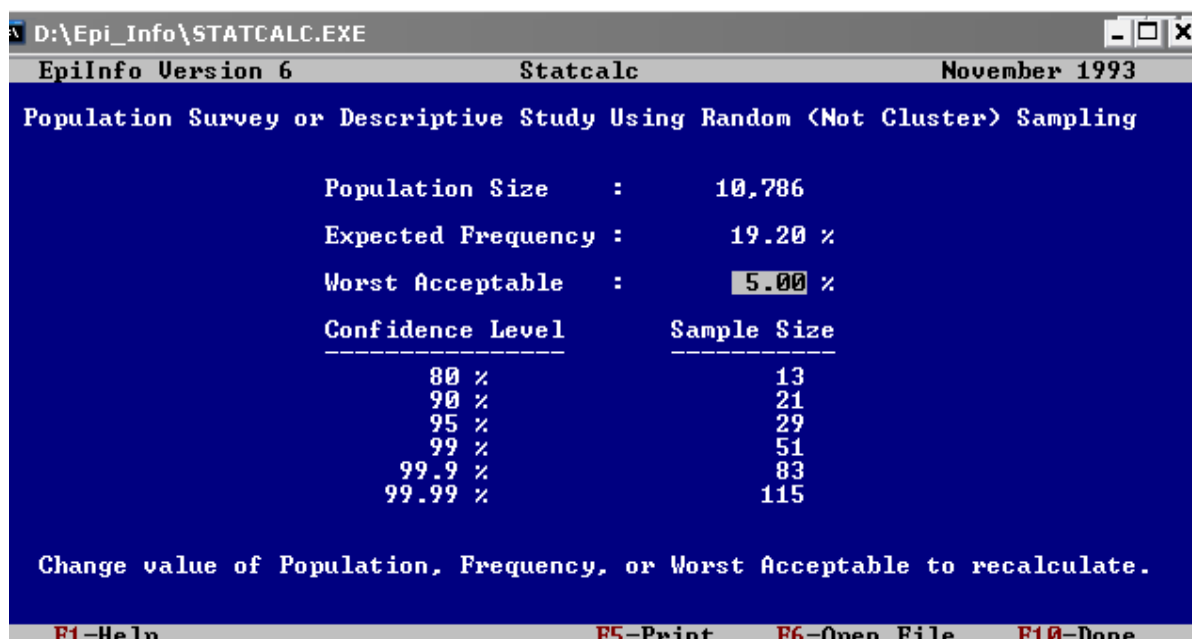 D:\Epi_Info\STATCALC.EXE
EpiInfo Version 6 Statcalc November 1993
Population Survey or Descriptive Study Using Random (Not Cluster) Sampling
Population Size : 10,786
Expected Frequency : 19.20 %
Worst Acceptable : 5.00 %
Confidence Level Sample Size
80 % 13
90 % 21
95 % 29
99 % 51
99.9 % 83
99.99 % 115
Change value of Population, Frequency, or Worst Acceptable to recalculate.
F1-Help F5-Print F6-Open File F10-Done